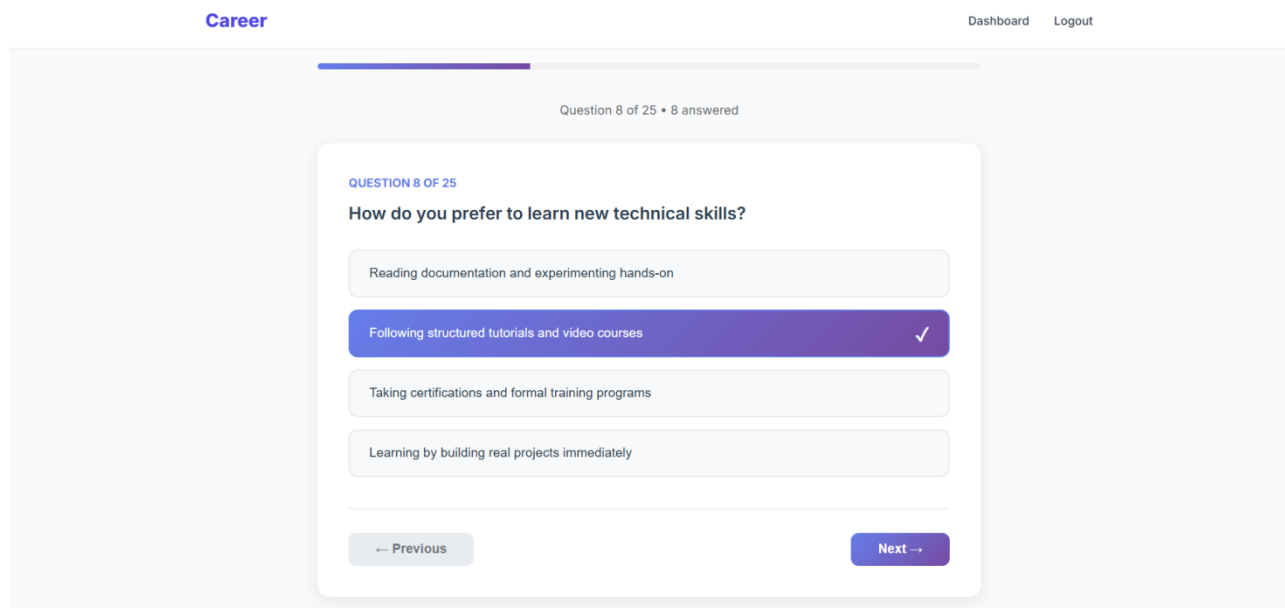 Career
Dashboard Logout
Question 8 of 25 • 8 answered
QUESTION 8 OF 25
How do you prefer to learn new technical skills?
Reading documentation and experimenting hands-on
Following structured tutorials and video courses ✓
Taking certifications and formal training programs
Learning by building real projects immediately
← Previous Next →